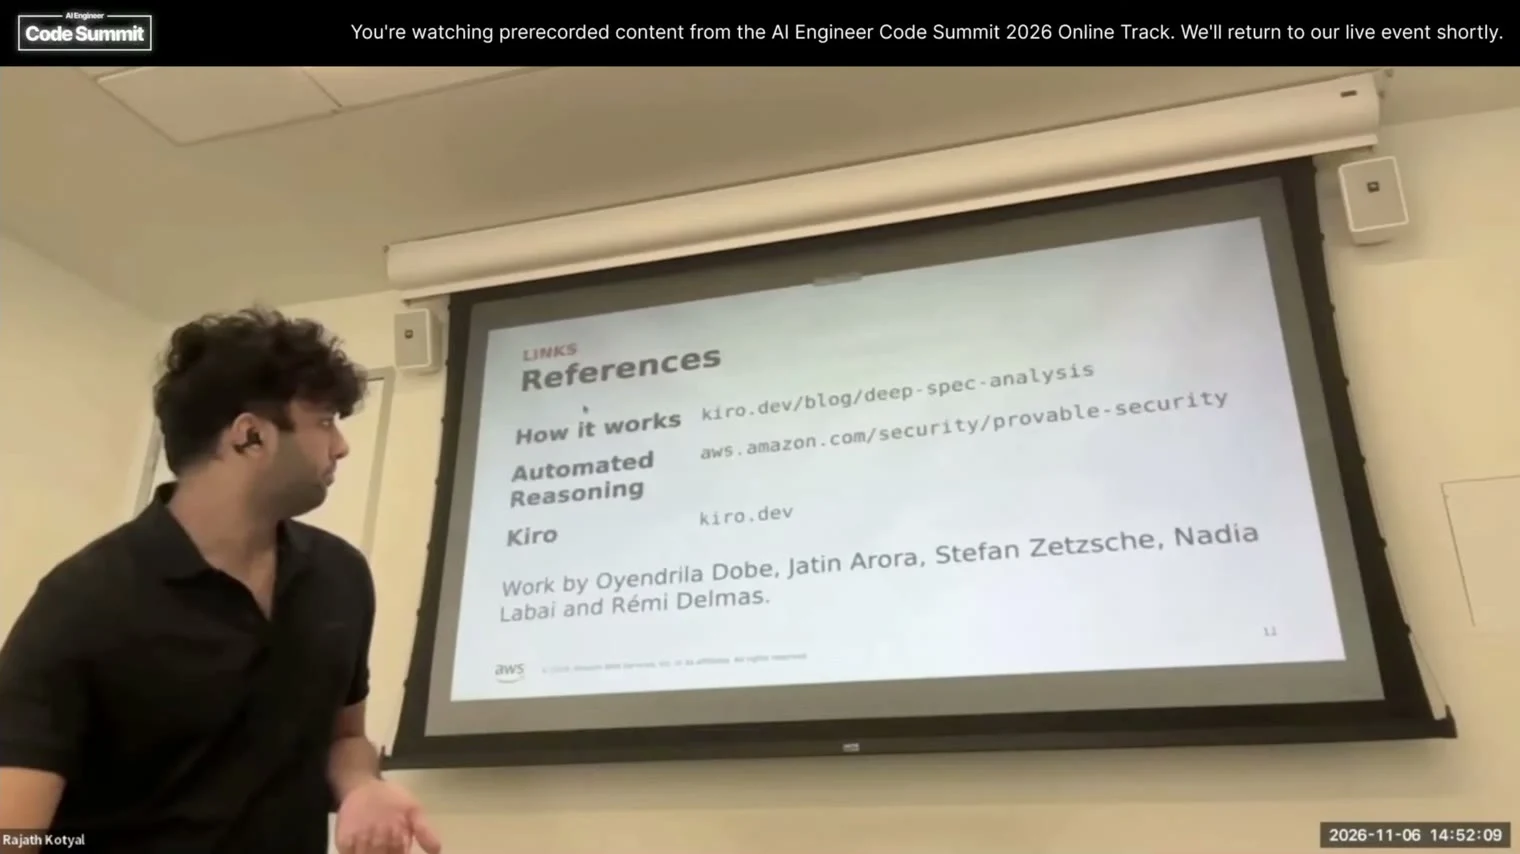 AI Engineer
Code Summit
You're watching prerecorded content from the AI Engineer Code Summit 2026 Online Track. We'll return to our live event shortly.
LINKS
References
How it works kiro.dev/blog/deep-spec-analysis
Automated Reasoning aws.amazon.com/security/provable-security
Kiro kiro.dev
Work by Oyendrila Dobe, Jatin Arora, Stefan Zetzsche, Nadia
Labai and Rémi Delmas.
aws
All rights reserved.
Rajath Kotyal
2026-11-06 14:52:09